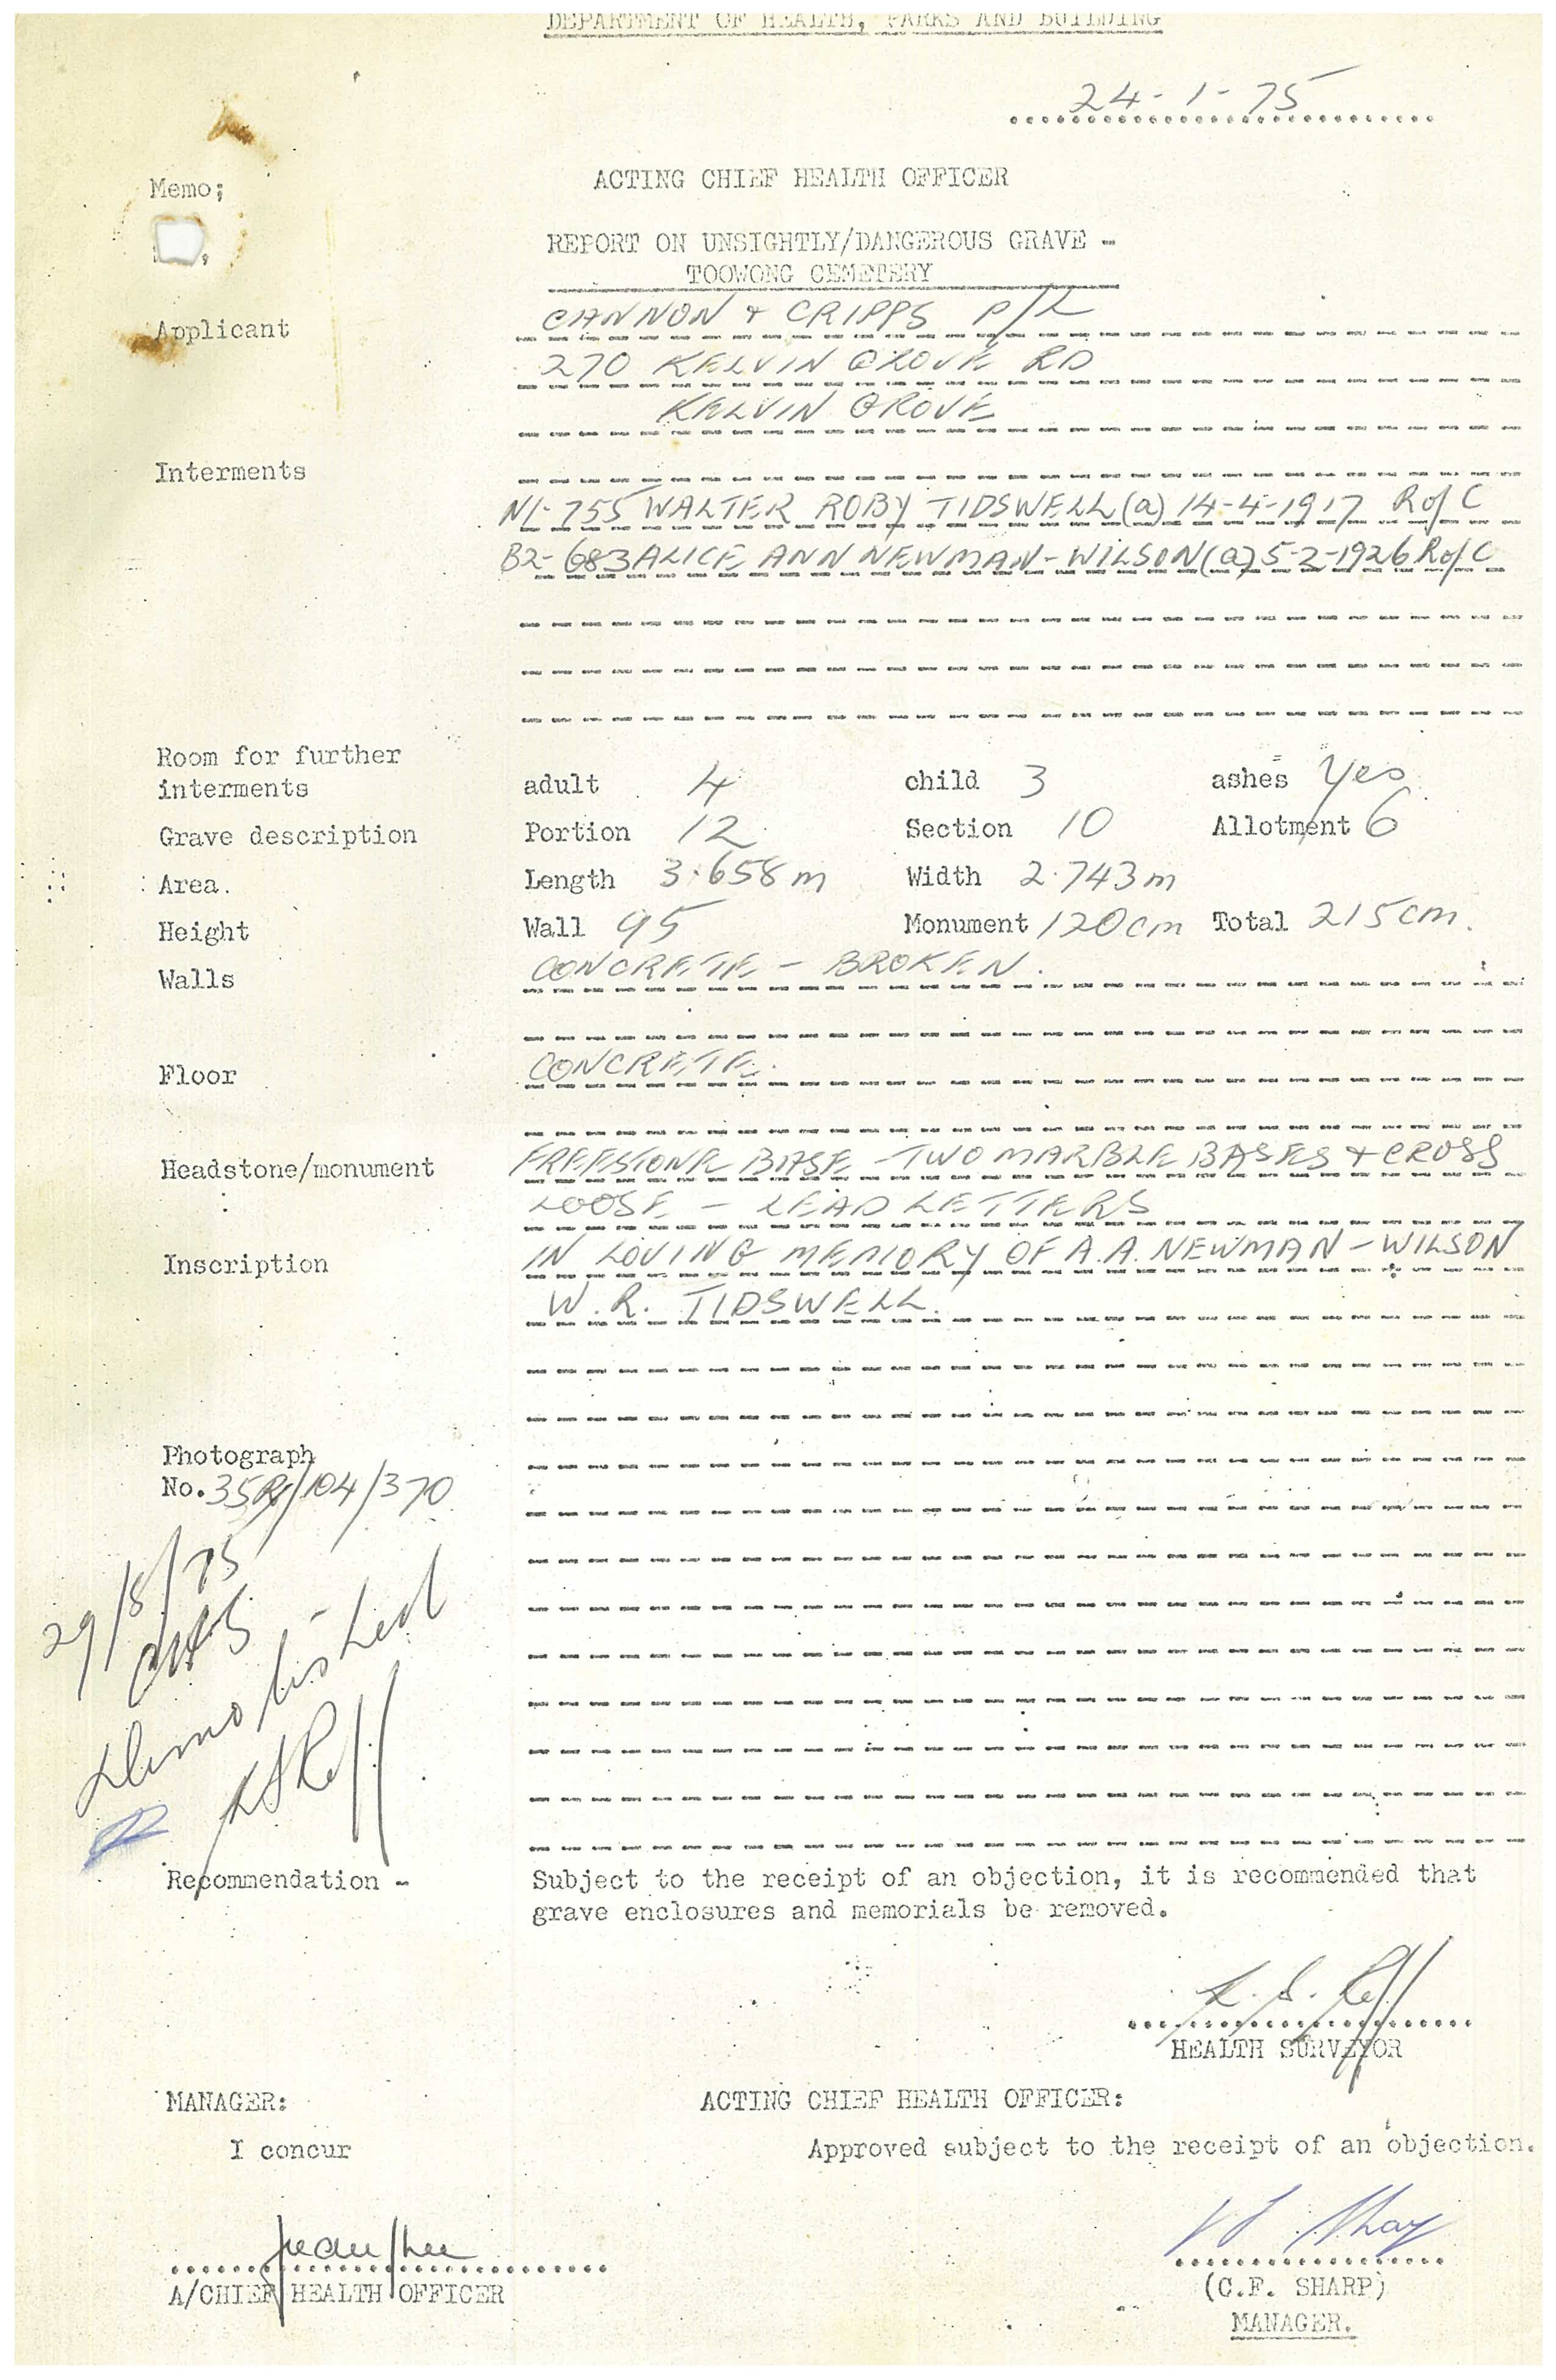 DEPARTMENT OF HEALTH, PARKS AND BUILDING
24-1-75
Memo;
ACTING CHIEF HEALTH OFFICER
REPORT ON UNSIGHTLY/DANGEROUS GRAVE -
TOOWONG CEMETERY
Applicant CANNON & CRIPPS P/L
270 KELVIN GROVE RD
KELVIN GROVE
Interments
N1-755 WALTER ROBY TIDSWELL (a) 14-4-1917 R of C
B2-683 ALICE ANN NEWMAN-WILSON (a) 5-2-1926 R of C
Room for further
interments adult 4 child 3 ashes Yes
Grave description Portion 12 Section 10 Allotment 6
Area. Length 3.658m Width 2.743m
Height Wall 95 Monument 120cm Total 215cm.
Walls CONCRETE - BROKEN.
Floor CONCRETE.
Headstone/monument FREESTONE BASE - TWO MARBLE BASES & CROSS
LOOSE - LEAD LETTERS
Inscription IN LOVING MEMORY OF A.A. NEWMAN-WILSON
W.R. TIDSWELL.
Photograph
No. 35R/104/370
29/8/75
Demolished
Recommendation - Subject to the receipt of an objection, it is recommended that
grave enclosures and memorials be removed.
HEALTH SURVEYOR
MANAGER: ACTING CHIEF HEALTH OFFICER:
I concur Approved subject to the receipt of an objection.
A/CHIEF HEALTH OFFICER (C.F. SHARP)
MANAGER.